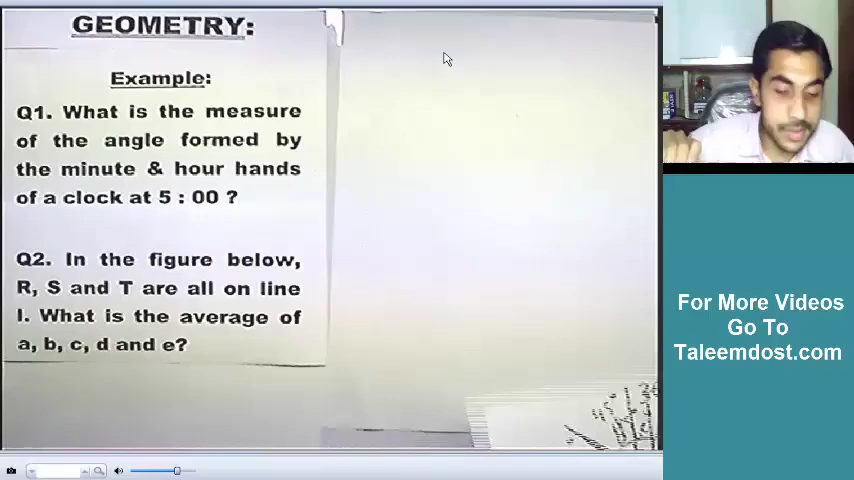 GEOMETRY:
Example:
Q1. What is the measure
of the angle formed by
the minute & hour hands
of a clock at 5 : 00 ?
Q2. In the figure below,
R, S and T are all on line
l. What is the average of
a, b, c, d and e?
For More Videos
Go To
Taleemdost.com